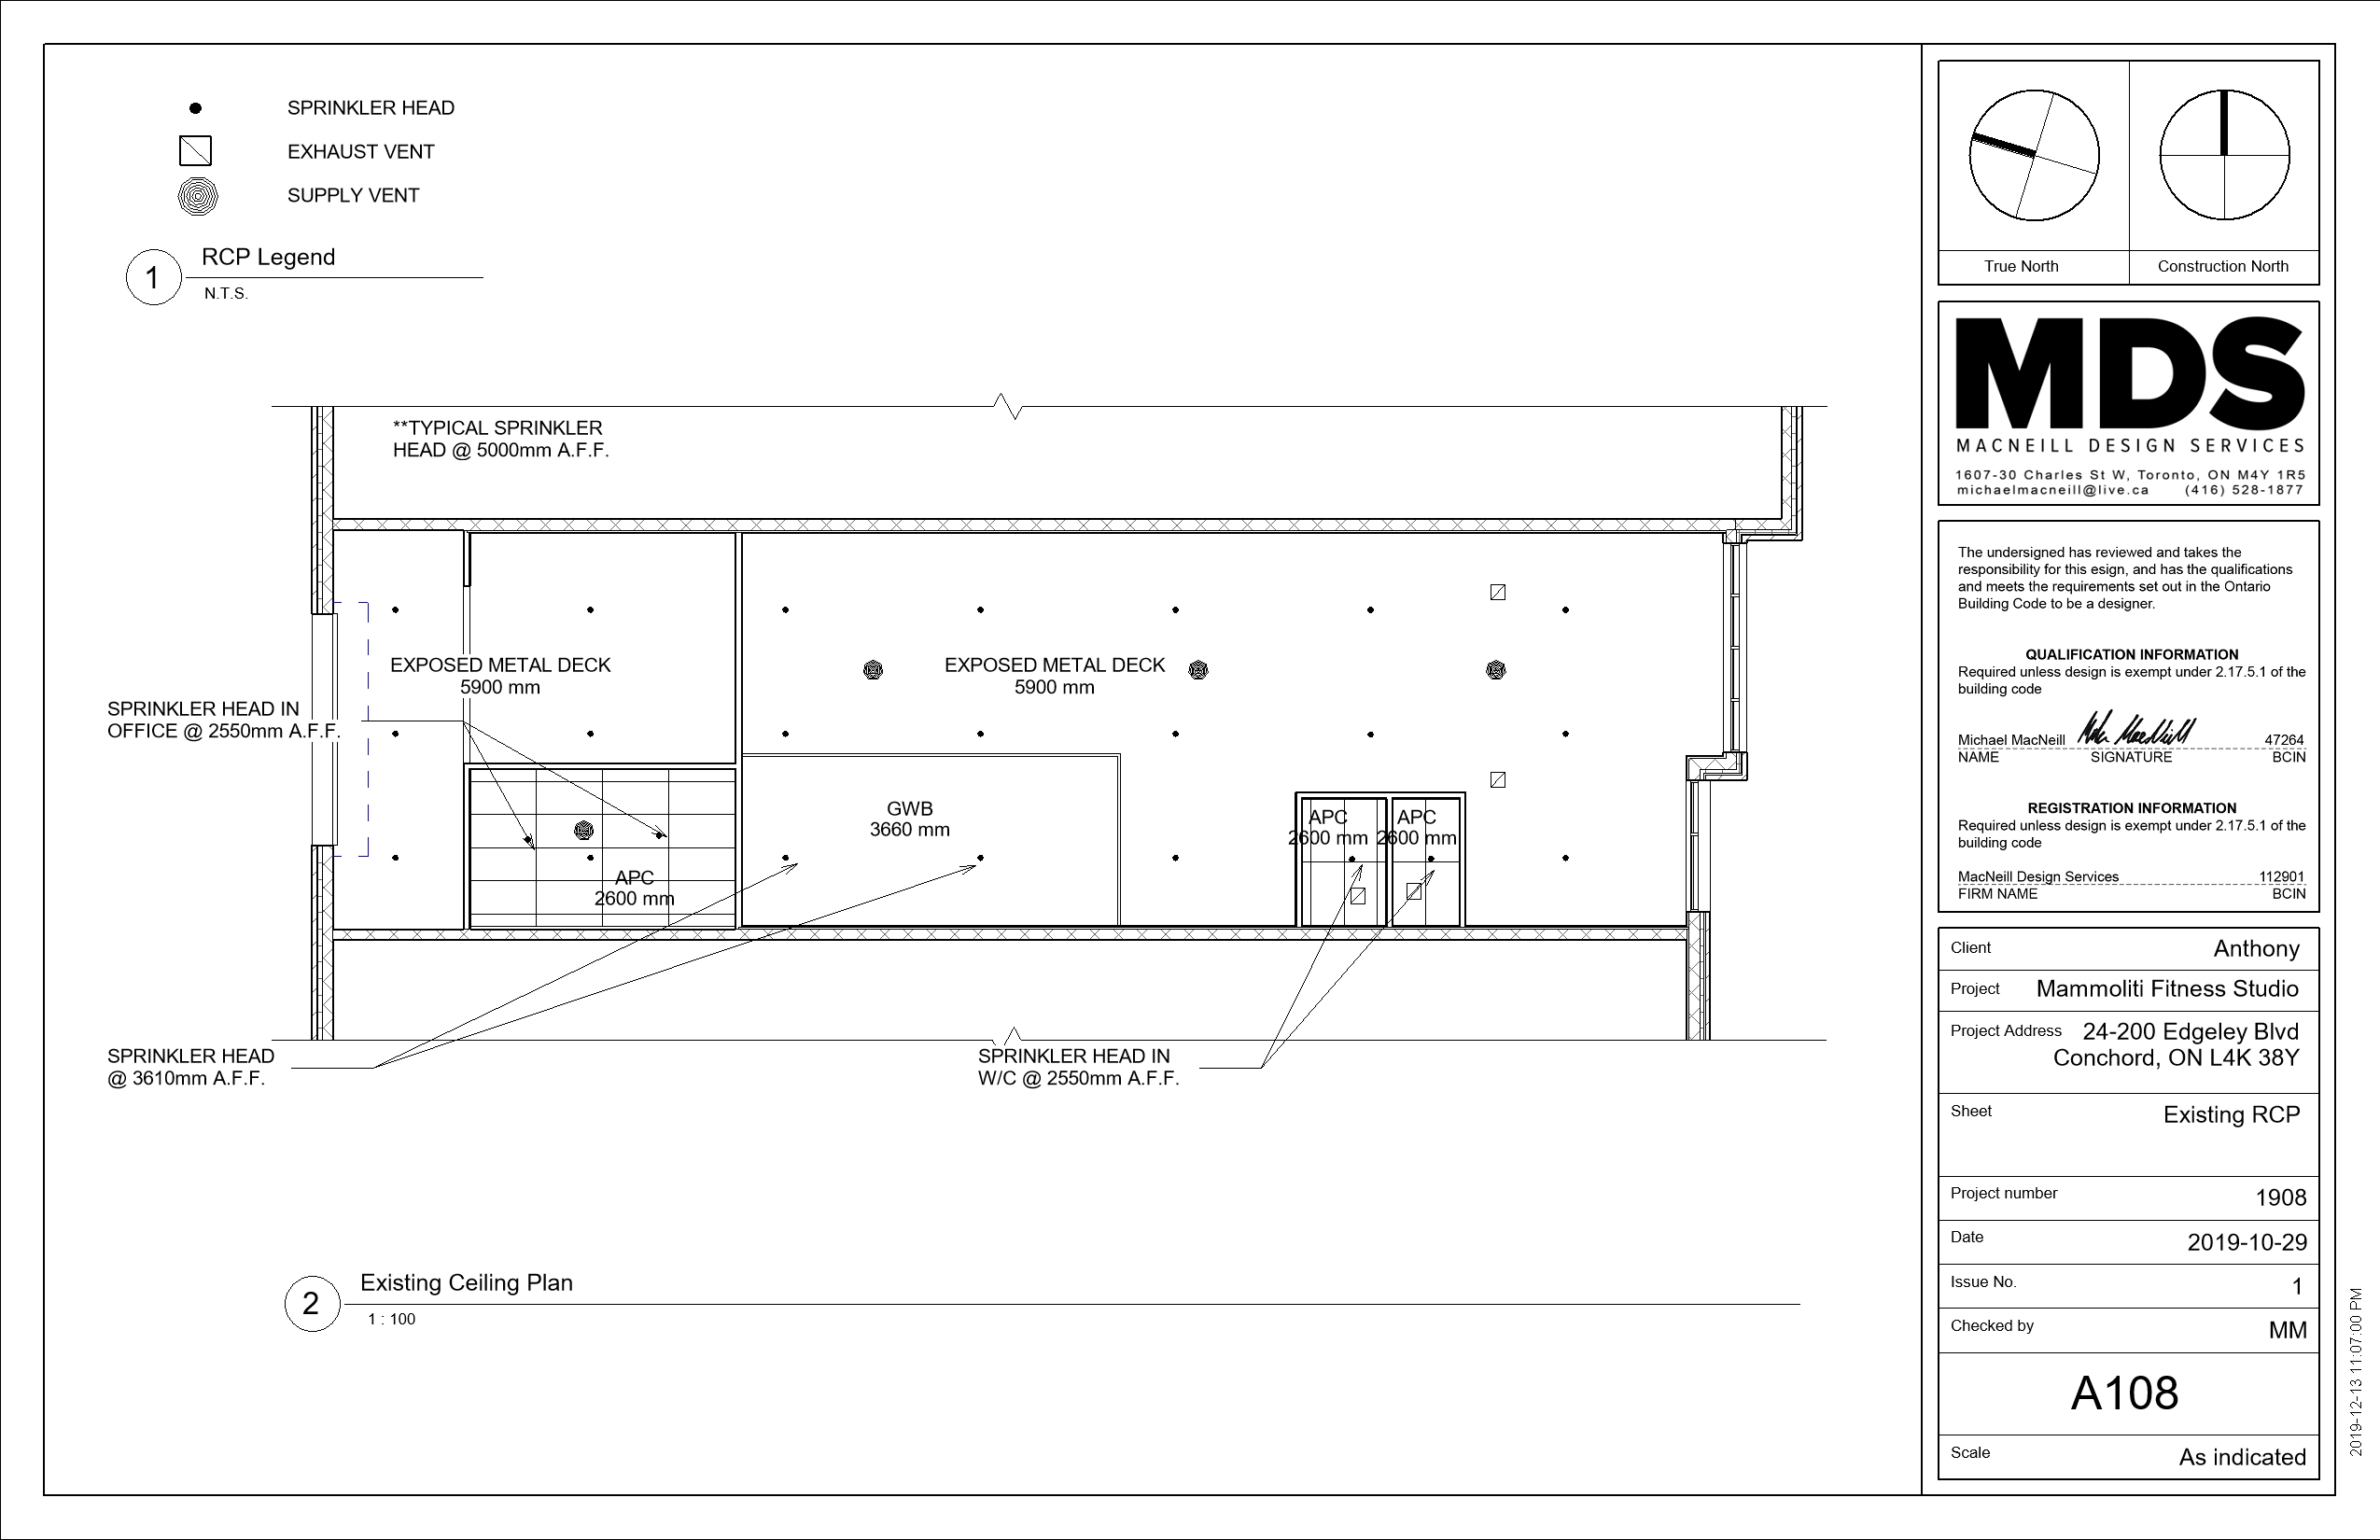 SPRINKLER HEAD
EXHAUST VENT
SUPPLY VENT
1
RCP Legend
N.T.S.
**TYPICAL SPRINKLER
HEAD @ 5000mm A.F.F.
EXPOSED METAL DECK
5900 mm
EXPOSED METAL DECK
5900 mm
SPRINKLER HEAD IN
OFFICE @ 2550mm A.F.F.
GWB
3660 mm
APC
2600 mm
APC
2600 mm
APC
2600 mm
SPRINKLER HEAD
@ 3610mm A.F.F.
SPRINKLER HEAD IN
W/C @ 2550mm A.F.F.
2
Existing Ceiling Plan
1 : 100
True North
Construction North
MDS
MACNEILL DESIGN SERVICES
1607-30 Charles St W, Toronto, ON M4Y 1R5
michaelmacneill@live.ca (416) 528-1877
The undersigned has reviewed and takes the
responsibility for this esign, and has the qualifications
and meets the requirements set out in the Ontario
Building Code to be a designer.
QUALIFICATION INFORMATION
Required unless design is exempt under 2.17.5.1 of the
building code
Michael MacNeill Mike MacNeill 47264
NAME SIGNATURE BCIN
REGISTRATION INFORMATION
Required unless design is exempt under 2.17.5.1 of the
building code
MacNeill Design Services 112901
FIRM NAME BCIN
Client Anthony
Project Mammoliti Fitness Studio
Project Address 24-200 Edgeley Blvd
Conchord, ON L4K 38Y
Sheet Existing RCP
Project number 1908
Date 2019-10-29
Issue No. 1
Checked by MM
A108
Scale As indicated
2019-12-13 11:07:00 PM